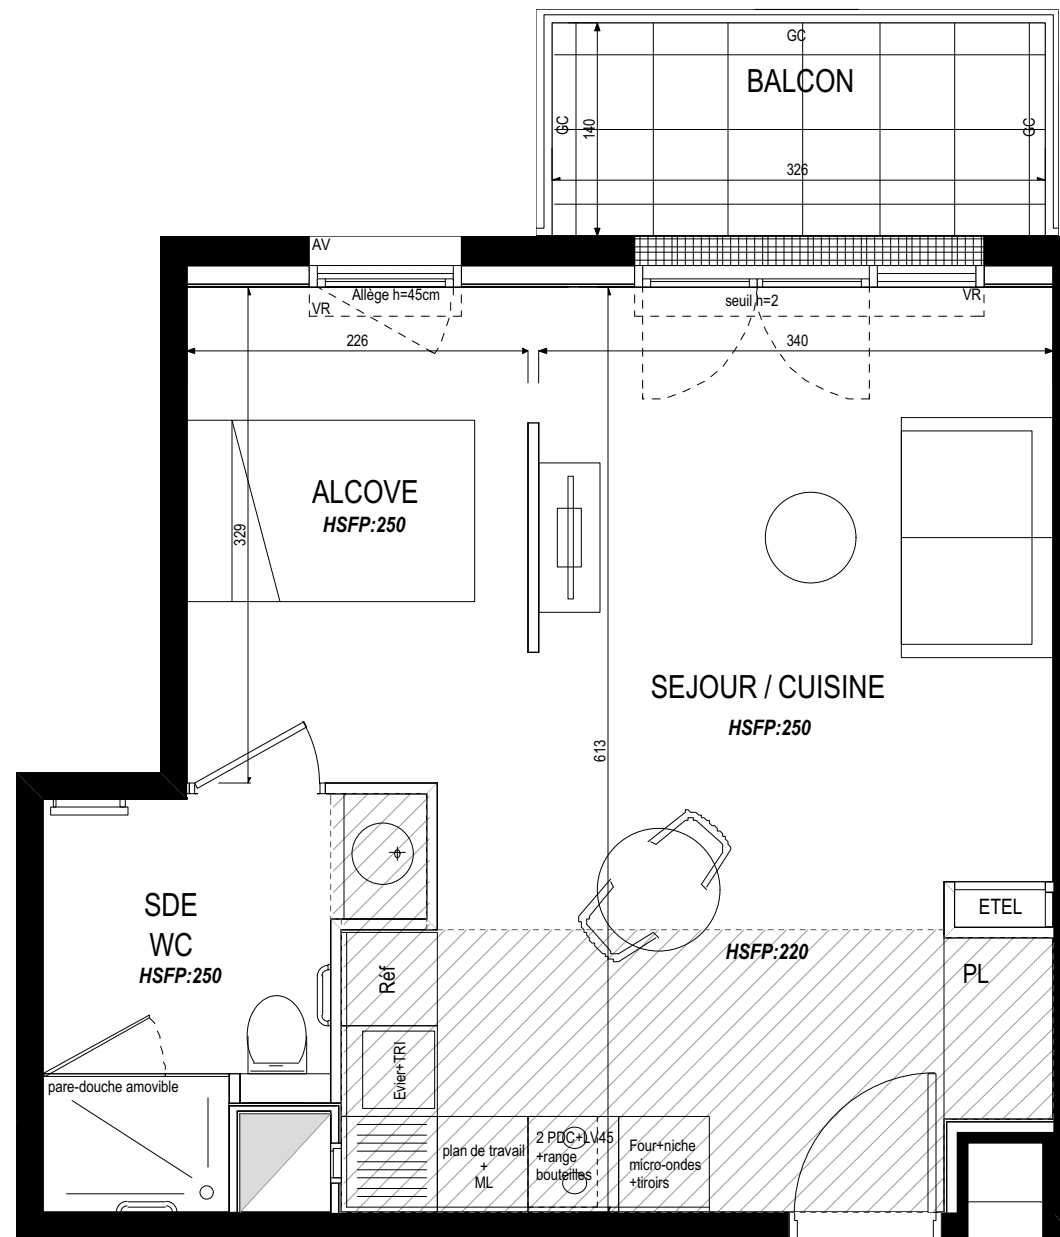 GC
BALCON
GC
140
GC
326
AV
Allège h=45cm
VR
seuil h=2
VR
226
340
ALCOVE
HSFP:250
329
SEJOUR / CUISINE
HSFP:250
613
SDE
WC
HSFP:250
ETEL
HSFP:220
PL
Réf
Evier+TRI
pare-douche amovible
plan de travail
+
ML
2 PDC+LV45
+range
bouteilles
Four+niche
micro-ondes
+tiroirs